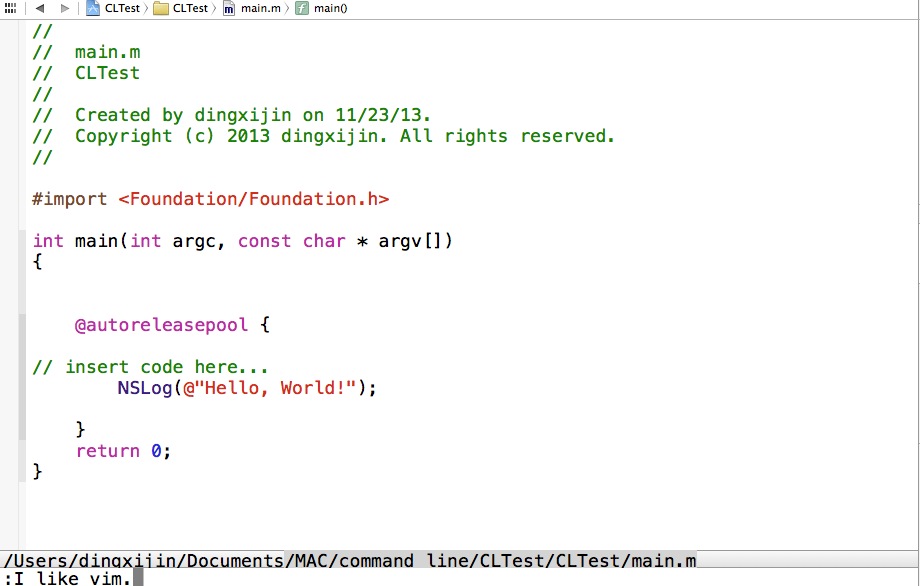 CLTest CLTest main.m main()
//
//  main.m
//  CLTest
//
//  Created by dingxijin on 11/23/13.
//  Copyright (c) 2013 dingxijin. All rights reserved.
//
#import <Foundation/Foundation.h>
int main(int argc, const char * argv[])
{
    @autoreleasepool {
// insert code here...
        NSLog(@"Hello, World!");
    }
    return 0;
}
/Users/dingxijin/Documents/MAC/command line/CLTest/CLTest/main.m
:I like vim.